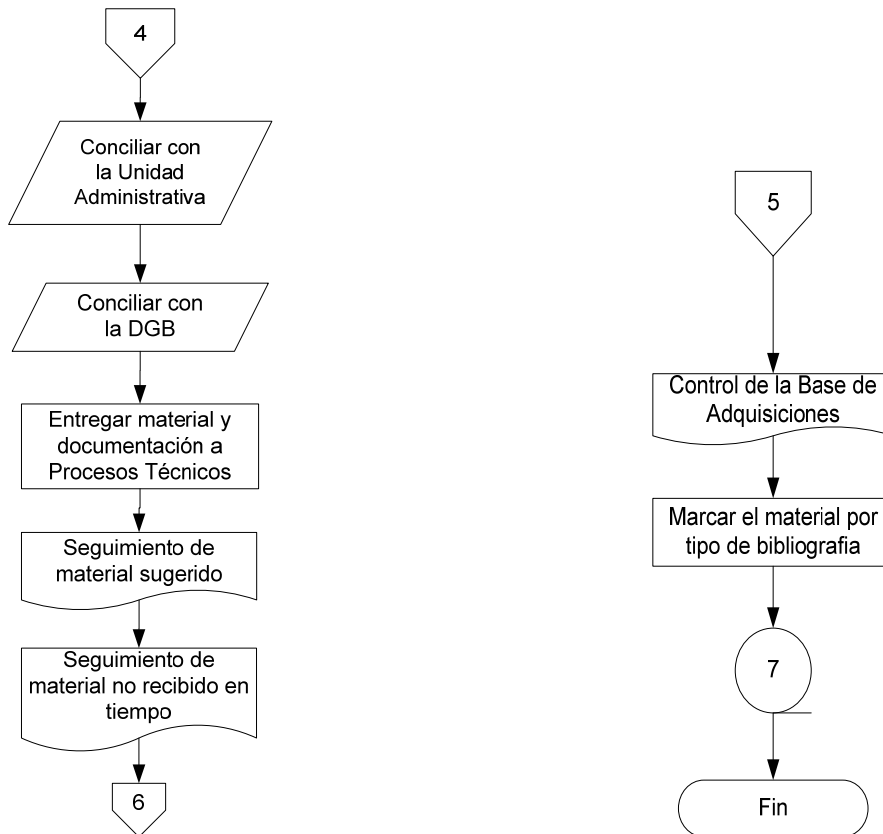 4
Conciliar con
la Unidad
Administrativa
Conciliar con
la DGB
Entregar material y
documentación a
Procesos Técnicos
Seguimiento de
material sugerido
Seguimiento de
material no recibido en
tiempo
6
5
Control de la Base de
Adquisiciones
Marcar el material por
tipo de bibliografia
7
Fin